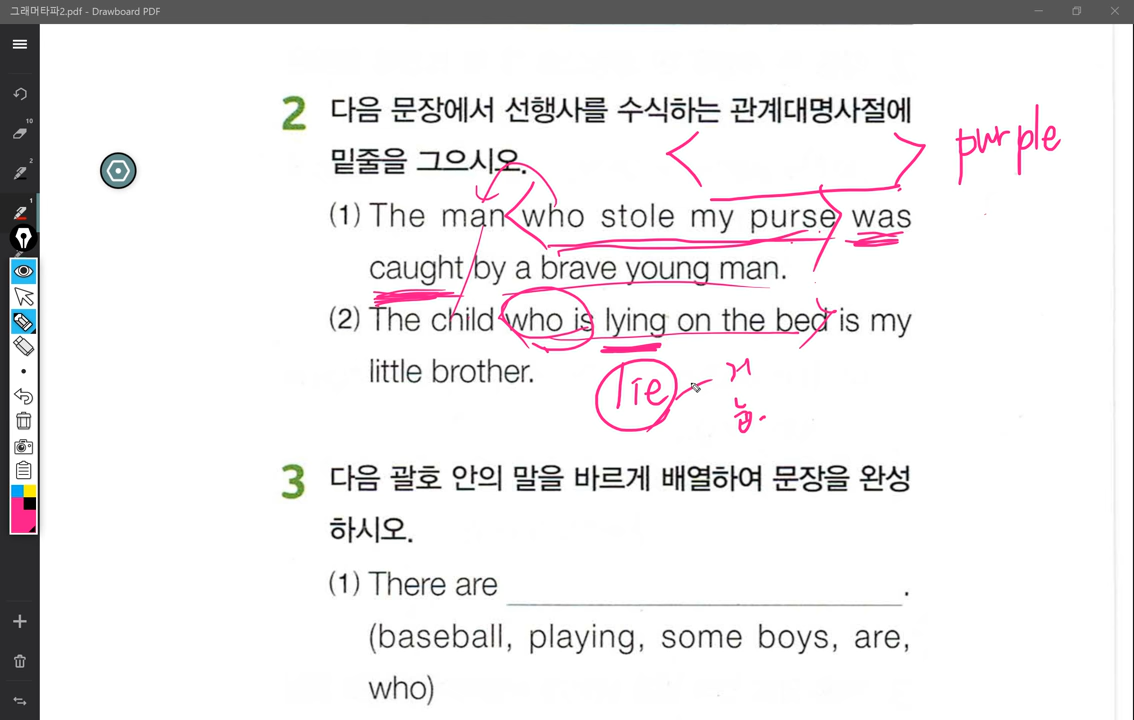 그래머타파2.pdf - Drawboard PDF
10
2
1
2 다음 문장에서 선행사를 수식하는 관계대명사절에
밑줄을 그으시오.
purple
(1) The man who stole my purse was
caught by a brave young man.
(2) The child who is lying on the bed is my
little brother.
lie
거
눕.
3 다음 괄호 안의 말을 바르게 배열하여 문장을 완성
하시오.
(1) There are .
(baseball, playing, some boys, are,
who)